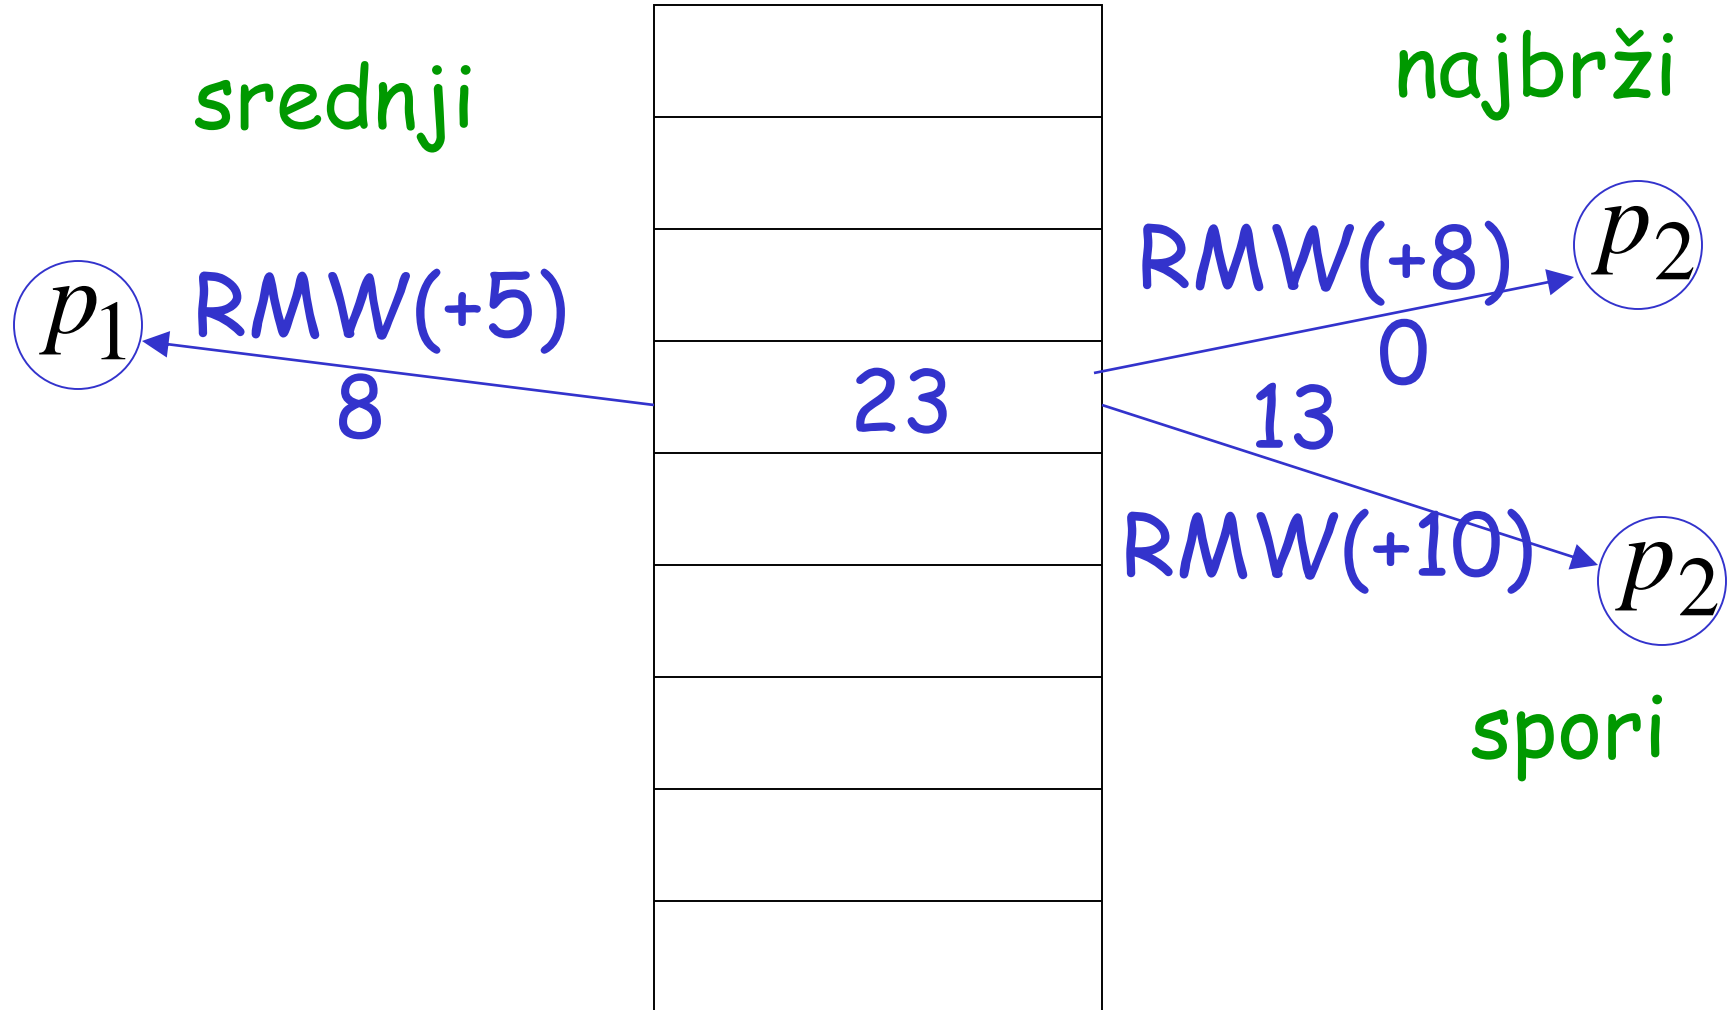 srednji
najbrži
p2
RMW(+8)
p1
RMW(+5)
0
8
23
13
RMW(+10)
p2
spori